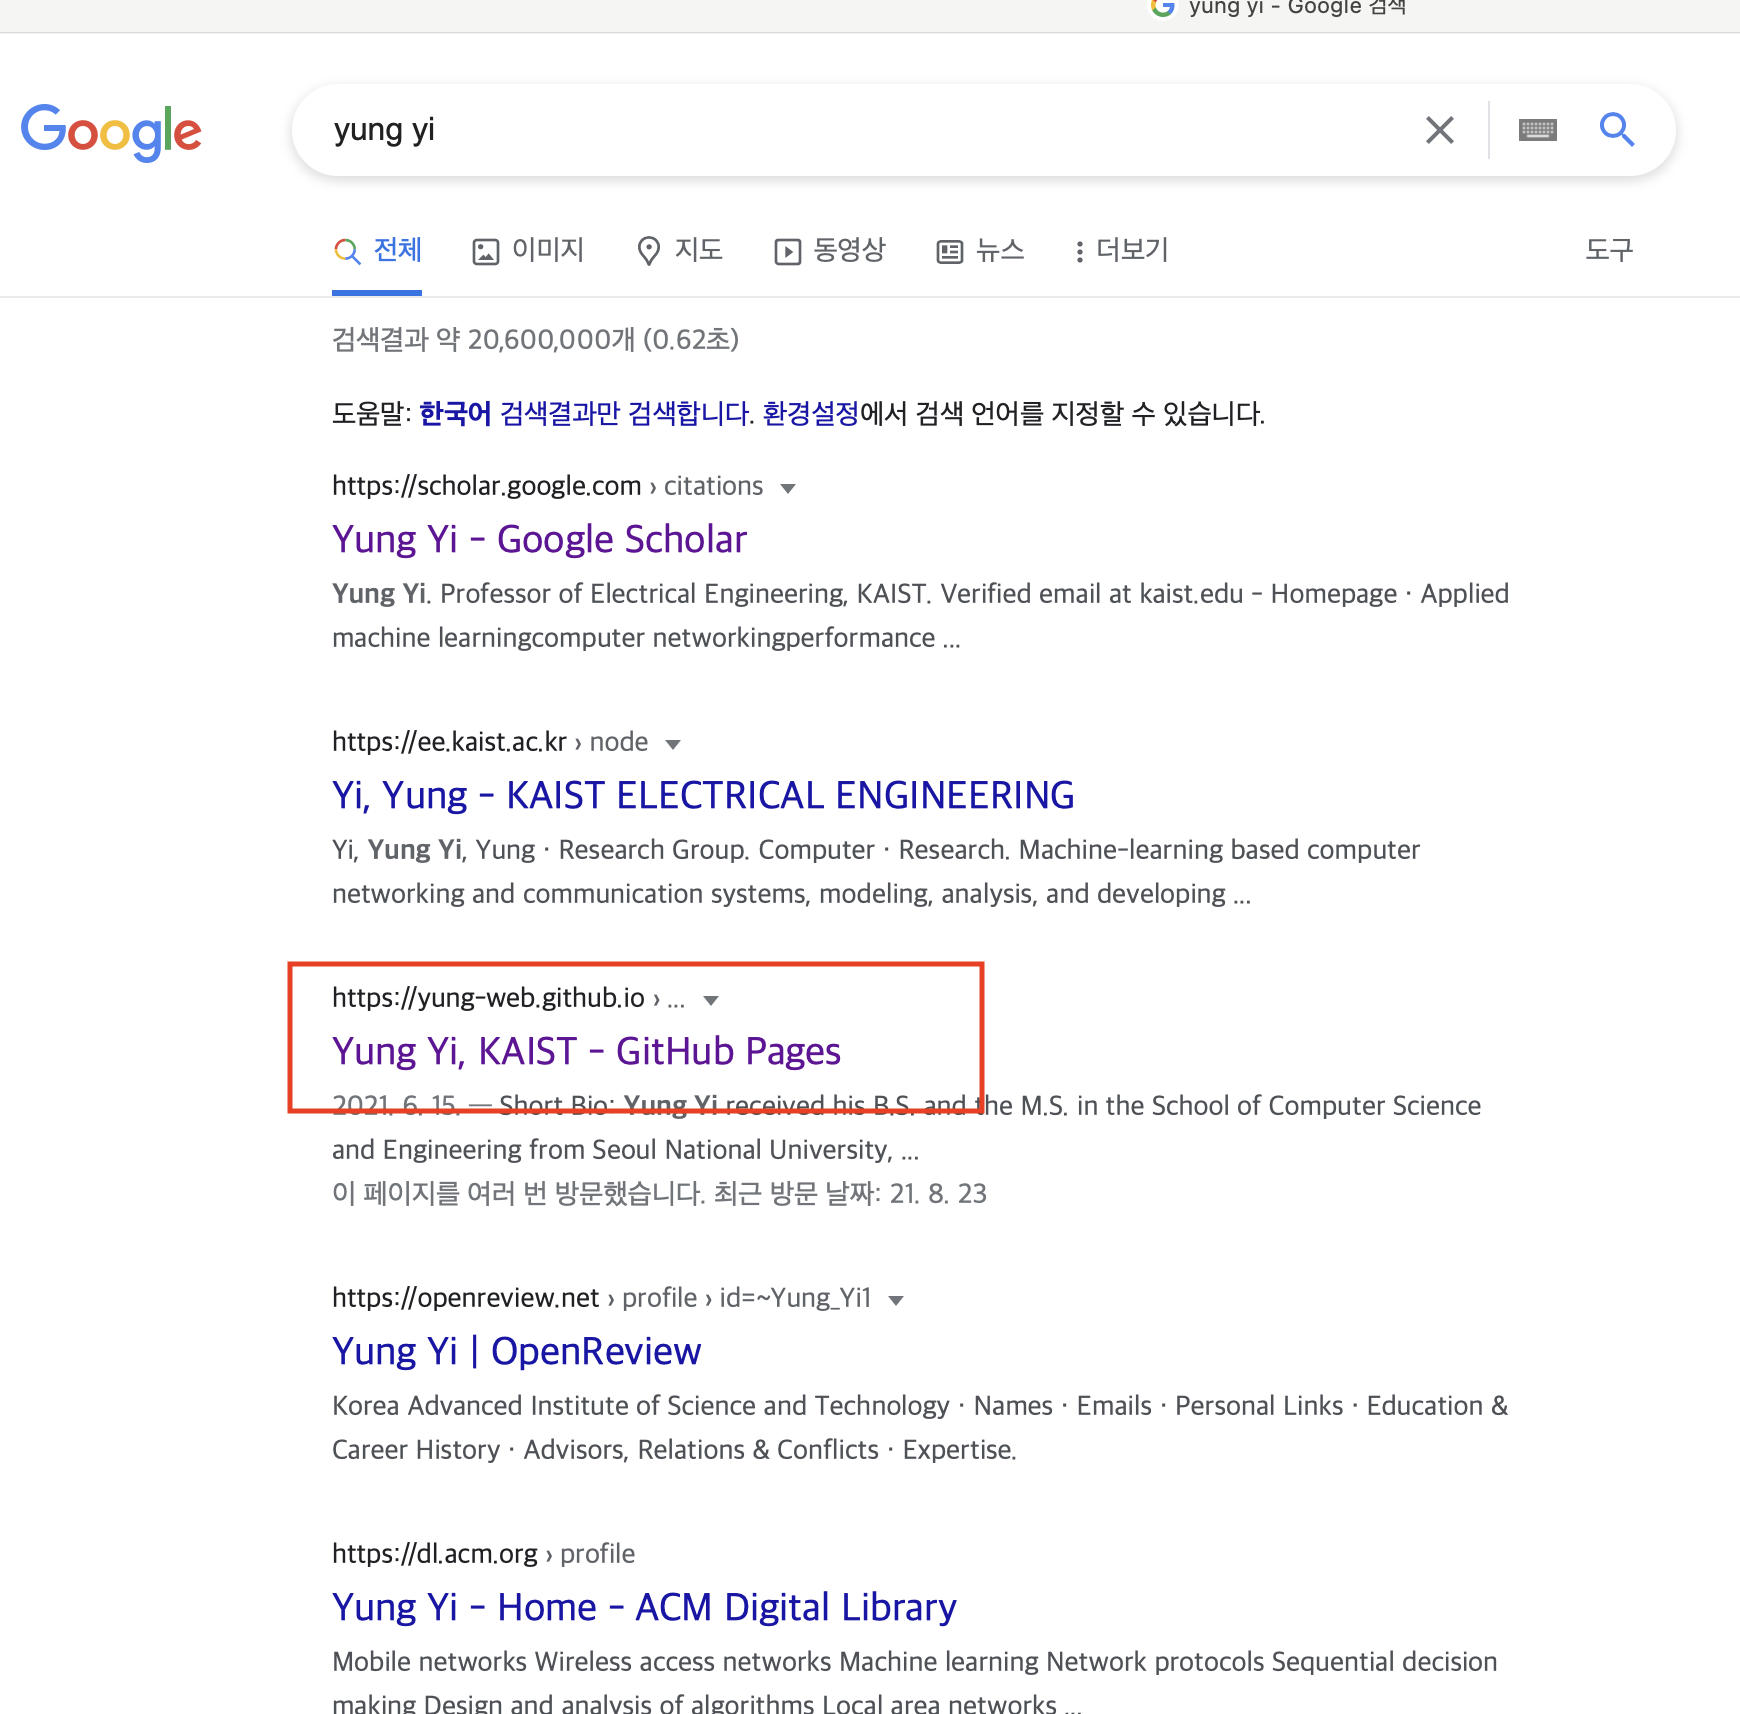 yung yi - Google 검색
Google
yung yi
전체 이미지 지도 동영상 뉴스 더보기 도구
검색결과 약 20,600,000개 (0.62초)
도움말: 한국어 검색결과만 검색합니다. 환경설정에서 검색 언어를 지정할 수 있습니다.
https://scholar.google.com › citations
Yung Yi - Google Scholar
Yung Yi. Professor of Electrical Engineering, KAIST. Verified email at kaist.edu - Homepage · Applied
machine learningcomputer networkingperformance ...
https://ee.kaist.ac.kr › node
Yi, Yung - KAIST ELECTRICAL ENGINEERING
Yi, Yung Yi, Yung · Research Group. Computer · Research. Machine-learning based computer
networking and communication systems, modeling, analysis, and developing ...
https://yung-web.github.io › ...
Yung Yi, KAIST - GitHub Pages
2021. 6. 15. — Short Bio: Yung Yi received his B.S. and the M.S. in the School of Computer Science
and Engineering from Seoul National University, ...
이 페이지를 여러 번 방문했습니다. 최근 방문 날짜: 21. 8. 23
https://openreview.net › profile › id=~Yung_Yi1
Yung Yi | OpenReview
Korea Advanced Institute of Science and Technology · Names · Emails · Personal Links · Education &
Career History · Advisors, Relations & Conflicts · Expertise.
https://dl.acm.org › profile
Yung Yi - Home - ACM Digital Library
Mobile networks Wireless access networks Machine learning Network protocols Sequential decision
making Design and analysis of algorithms Local area networks ...